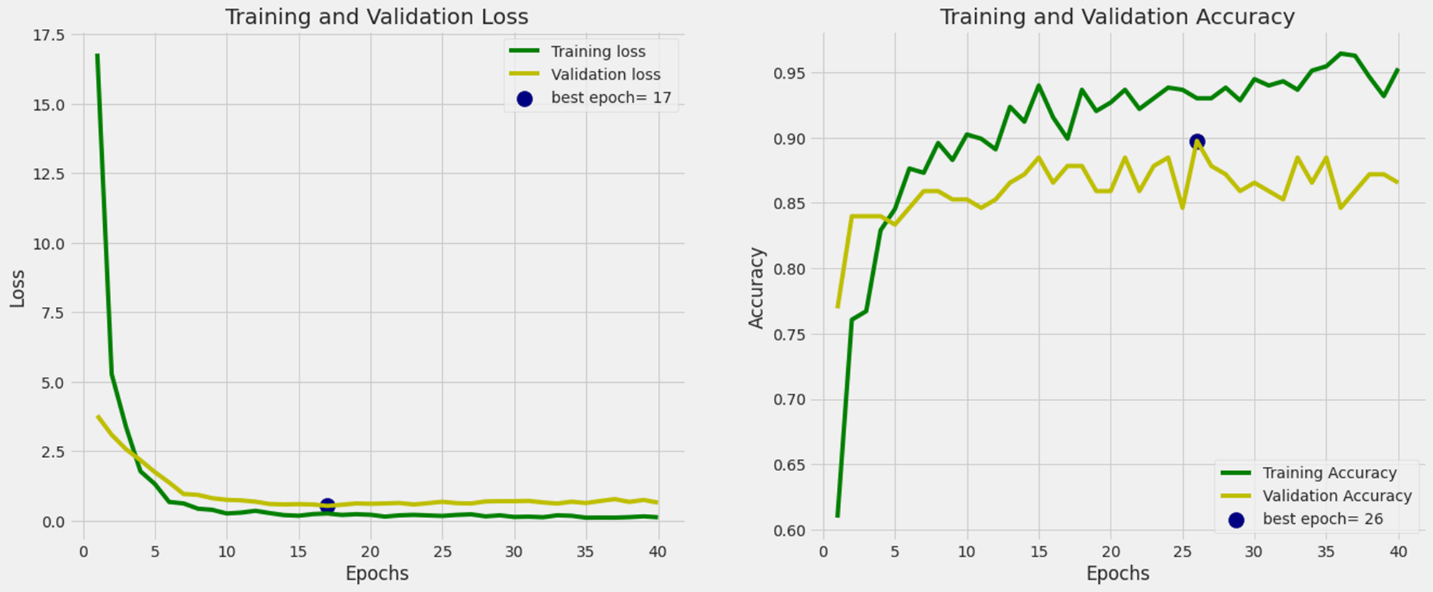 Training and Validation Loss
17.5
15.0
12.5
10.0
7.5
5.0
2.5
0.0
Loss
Training loss
Validation loss
best epoch= 17
0 5 10 15 20 25 30 35 40
Epochs
Training and Validation Accuracy
0.95
0.90
0.85
0.80
0.75
0.70
0.65
0.60
Accuracy
Training Accuracy
Validation Accuracy
best epoch= 26
0 5 10 15 20 25 30 35 40
Epochs